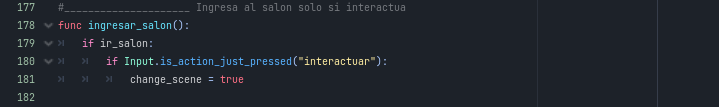 177 #_____________________ Ingresa al salon solo si interactua
178 func ingresar_salon():
179 if ir_salon:
180 if Input.is_action_just_pressed("interactuar"):
181 change_scene = true
182